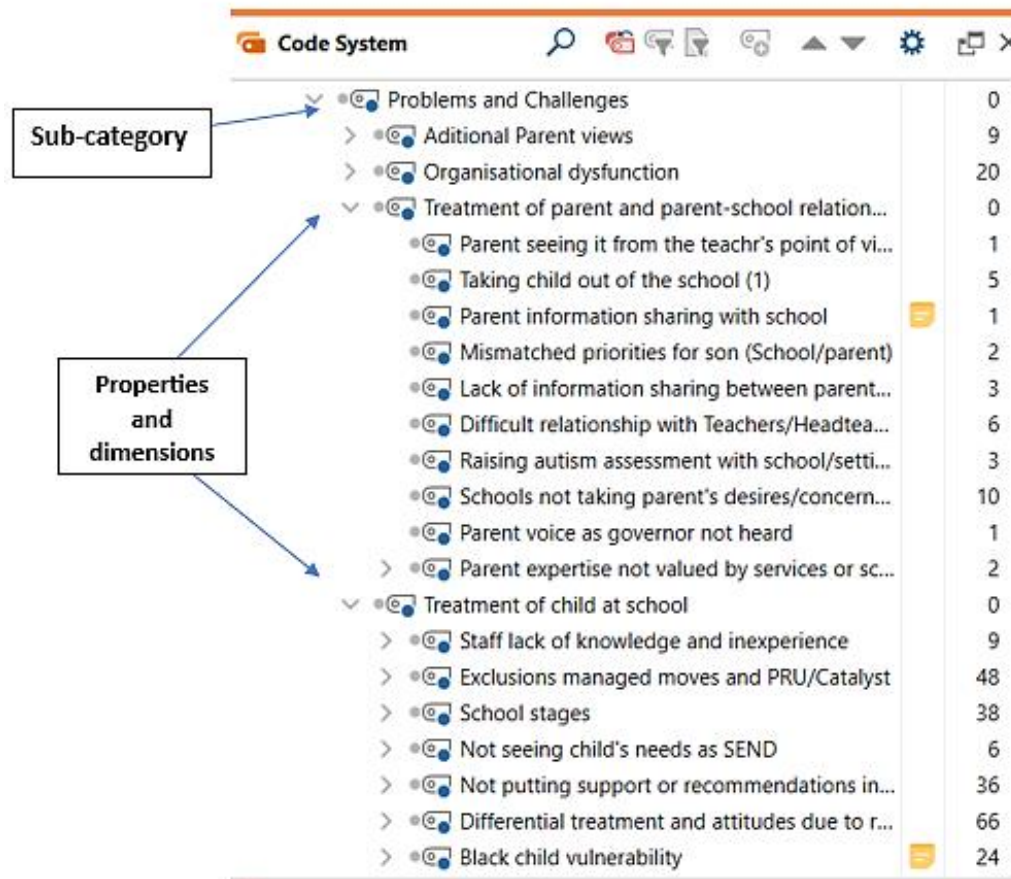 Code System
Problems and Challenges 0
Sub-category
Aditional Parent views 9
Organisational dysfunction 20
Treatment of parent and parent-school relation... 0
Parent seeing it from the teachr's point of vi... 1
Taking child out of the school (1) 5
Parent information sharing with school 1
Mismatched priorities for son (School/parent) 2
Properties
and
dimensions
Lack of information sharing between parent... 3
Difficult relationship with Teachers/Headtea... 6
Raising autism assessment with school/setti... 3
Schools not taking parent's desires/concern... 10
Parent voice as governor not heard 1
Parent expertise not valued by services or sc... 2
Treatment of child at school 0
Staff lack of knowledge and inexperience 9
Exclusions managed moves and PRU/Catalyst 48
School stages 38
Not seeing child's needs as SEND 6
Not putting support or recommendations in... 36
Differential treatment and attitudes due to r... 66
Black child vulnerability 24